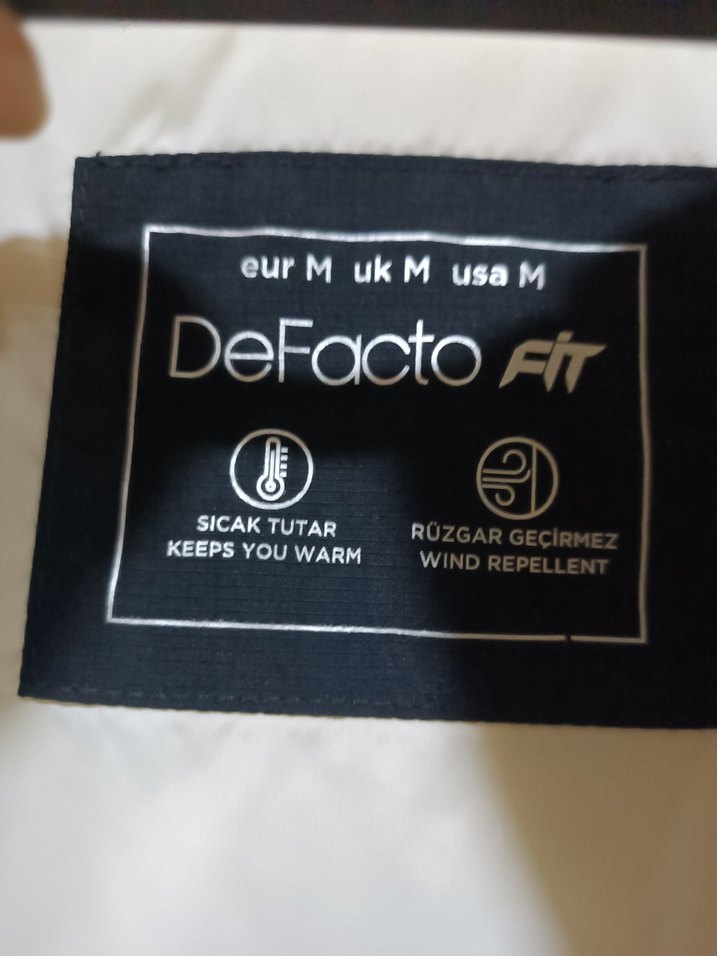 eur M uk M usa M
DeFacto FiT
SICAK TUTAR
KEEPS YOU WARM
RÜZGAR GEÇİRMEZ
WIND REPELLENT